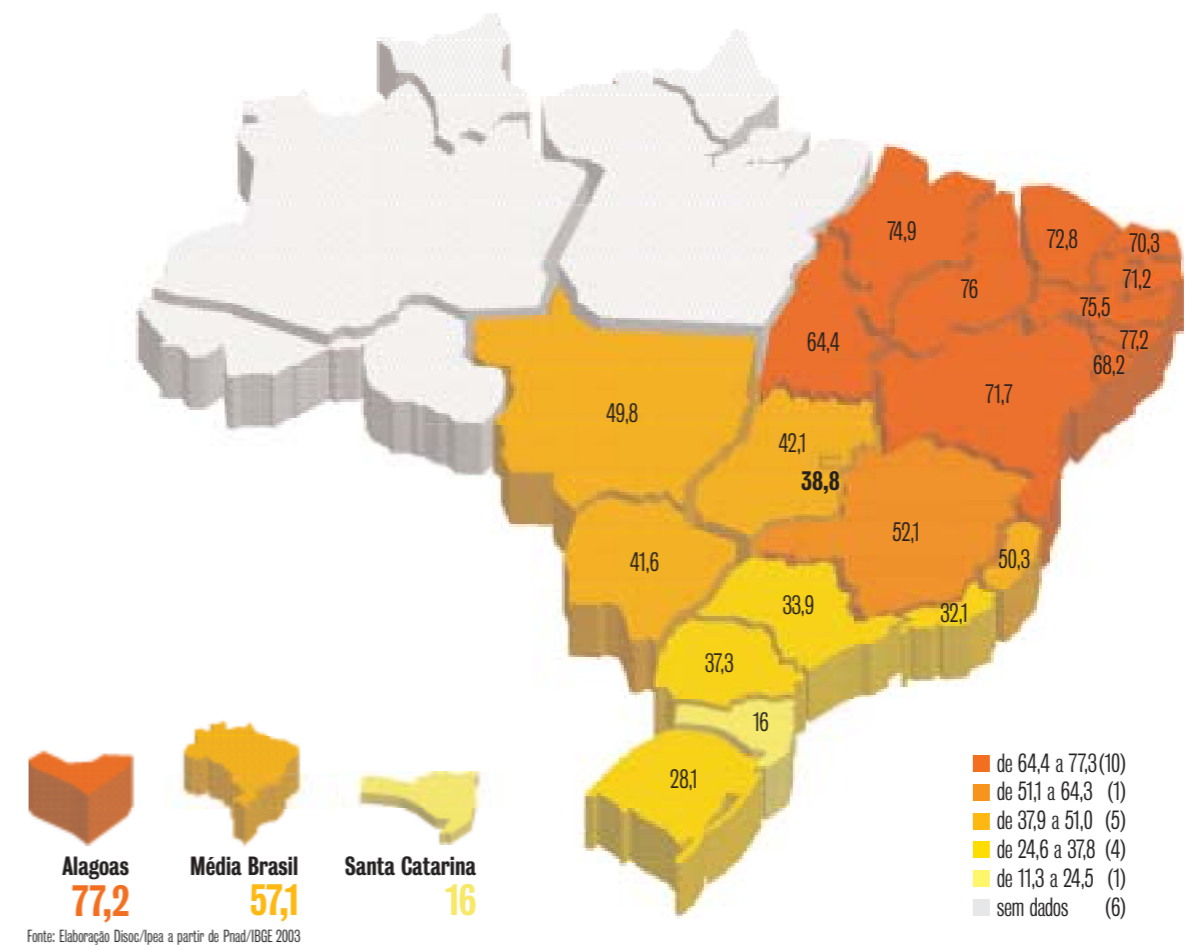 74,9
72,8
70,3
71,2
76
75,5
77,2
68,2
64,4
71,7
49,8
42,1
38,8
52,1
50,3
41,6
33,9
32,1
37,3
16
28,1
Alagoas
77,2
Média Brasil
57,1
Santa Catarina
16
de 64,4 a 77,3 (10)
de 51,1 a 64,3 (1)
de 37,9 a 51,0 (5)
de 24,6 a 37,8 (4)
de 11,3 a 24,5 (1)
sem dados (6)
Fonte: Elaboração Disoc/Ipea a partir de Pnad/IBGE 2003